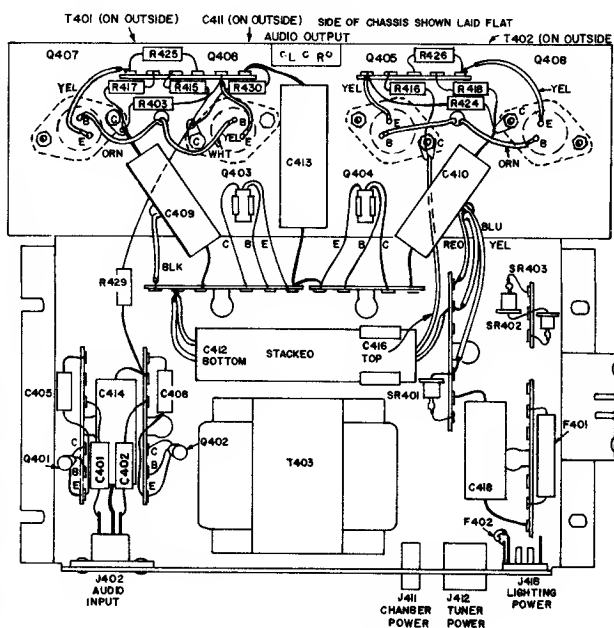 T401 (ON OUTSIDE)
C411 (ON OUTSIDE)
SIDE OF CHASSIS SHOWN LAID FLAT
AUDIO OUTPUT
T402 (ON OUTSIDE)
Q407
R425
Q406
C L C R O
Q405
R426
Q408
YEL
R417
R415
R430
YEL
R416
R418
YEL
R403
R424
B
C
B
E
C
C
E
B
E
YEL
E
B
ORN
WHT
ORN
C413
Q403
Q404
C409
C410
BLU
C
B
E
E
B
C
RED
YEL
BLK
SR403
R429
SR402
C412
BOTTOM
STACKED
C416
TOP
SR401
C405
C414
C408
F401
C
B
E
Q401
C401
C402
C
B
E
Q402
T403
C418
F402
J402
AUDIO
INPUT
J411
CHANBER
POWER
J412
TUNER
POWER
J416
LIGHTING
POWER